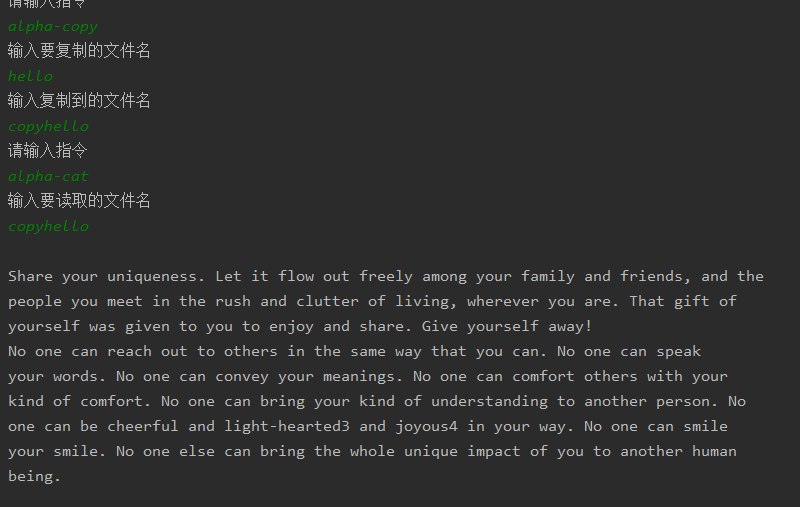 请输入指令
alpha-copy
输入要复制的文件名
hello
输入复制到的文件名
copyhello
请输入指令
alpha-cat
输入要读取的文件名
copyhello
Share your uniqueness. Let it flow out freely among your family and friends, and the
people you meet in the rush and clutter of living, wherever you are. That gift of
yourself was given to you to enjoy and share. Give yourself away!
No one can reach out to others in the same way that you can. No one can speak
your words. No one can convey your meanings. No one can comfort others with your
kind of comfort. No one can bring your kind of understanding to another person. No
one can be cheerful and light-hearted3 and joyous4 in your way. No one can smile
your smile. No one else can bring the whole unique impact of you to another human
being.